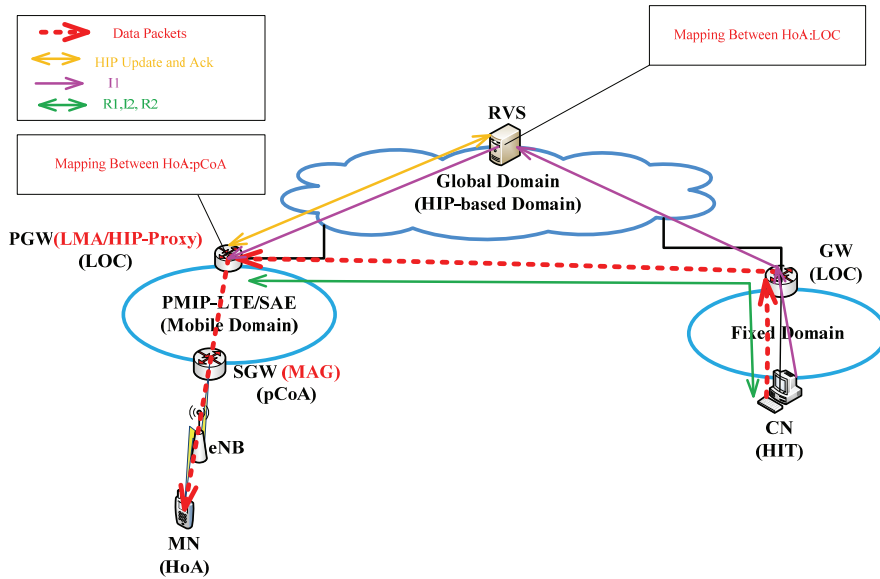 Data Packets
HIP Update and Ack
I1
R1,I2, R2
Mapping Between HoA:LOC
Mapping Between HoA:pCoA
RVS
Global Domain
(HIP-based Domain)
PGW(LMA/HIP-Proxy)
(LOC)
GW
(LOC)
PMIP-LTE/SAE
(Mobile Domain)
Fixed Domain
SGW (MAG)
(pCoA)
CN
(HIT)
eNB
MN
(HoA)